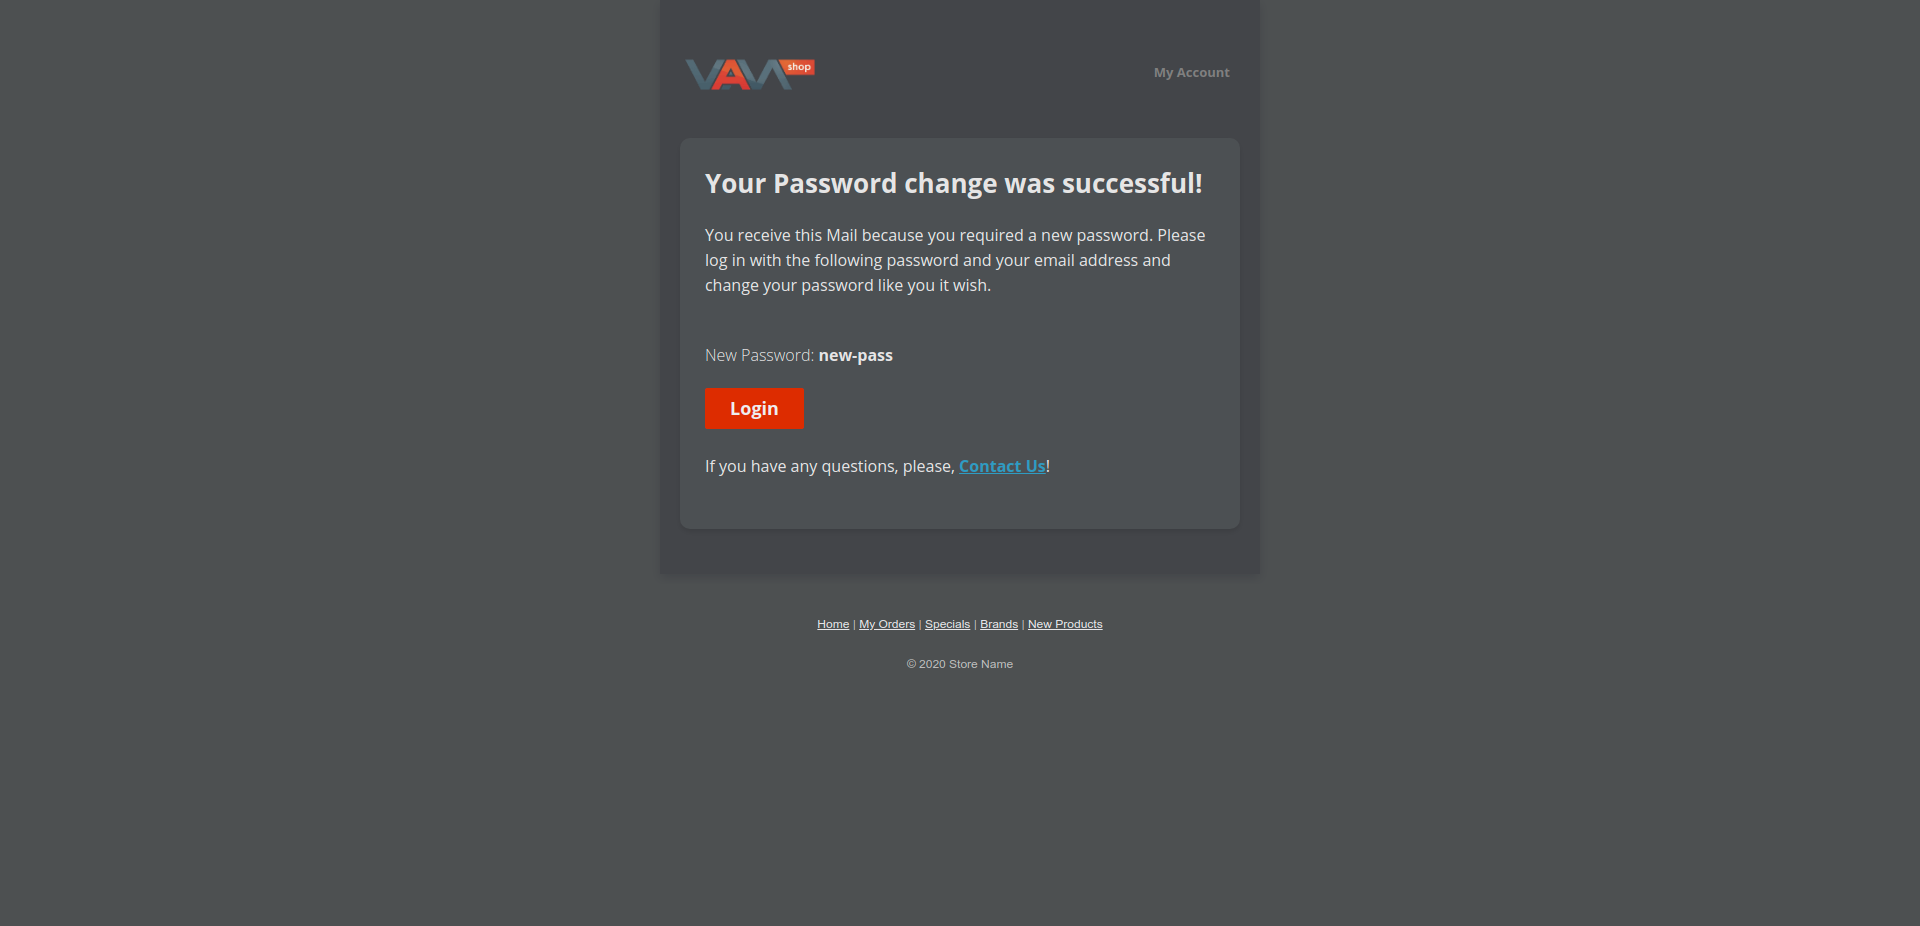 VAM shop
My Account
Your Password change was successful!
You receive this Mail because you required a new password. Please
log in with the following password and your email address and
change your password like you it wish.
New Password: new-pass
Login
If you have any questions, please, Contact Us!
Home | My Orders | Specials | Brands | New Products
© 2020 Store Name